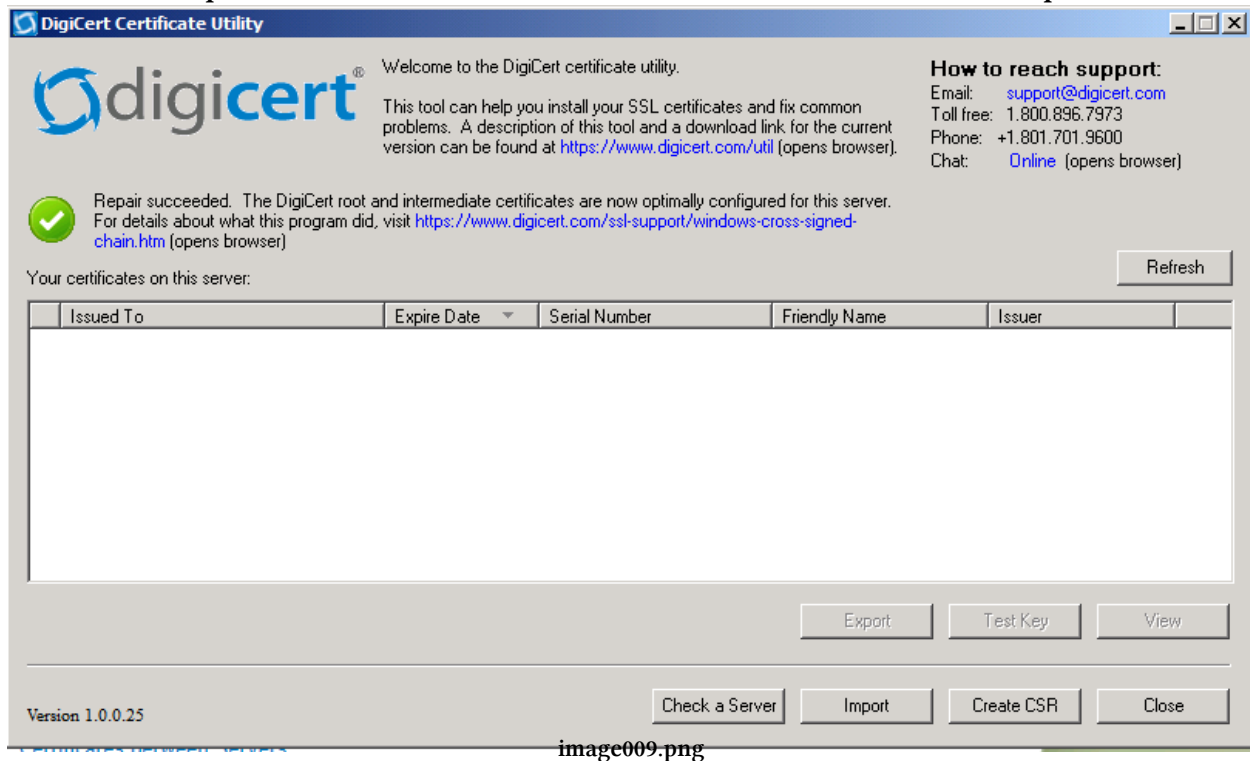 DigiCert Certificate Utility
digicert®
Welcome to the DigiCert certificate utility.
This tool can help you install your SSL certificates and fix common
problems. A description of this tool and a download link for the current
version can be found at https://www.digicert.com/util (opens browser).
How to reach support:
Email: support@digicert.com
Toll free: 1.800.896.7973
Phone: +1.801.701.9600
Chat: Online (opens browser)
Repair succeeded. The DigiCert root and intermediate certificates are now optimally configured for this server.
For details about what this program did, visit https://www.digicert.com/ssl-support/windows-cross-signed-
chain.htm (opens browser)
Refresh
Your certificates on this server:
Issued To Expire Date Serial Number Friendly Name Issuer
Export Test Key View
Check a Server Import Create CSR Close
Version 1.0.0.25
image009.png